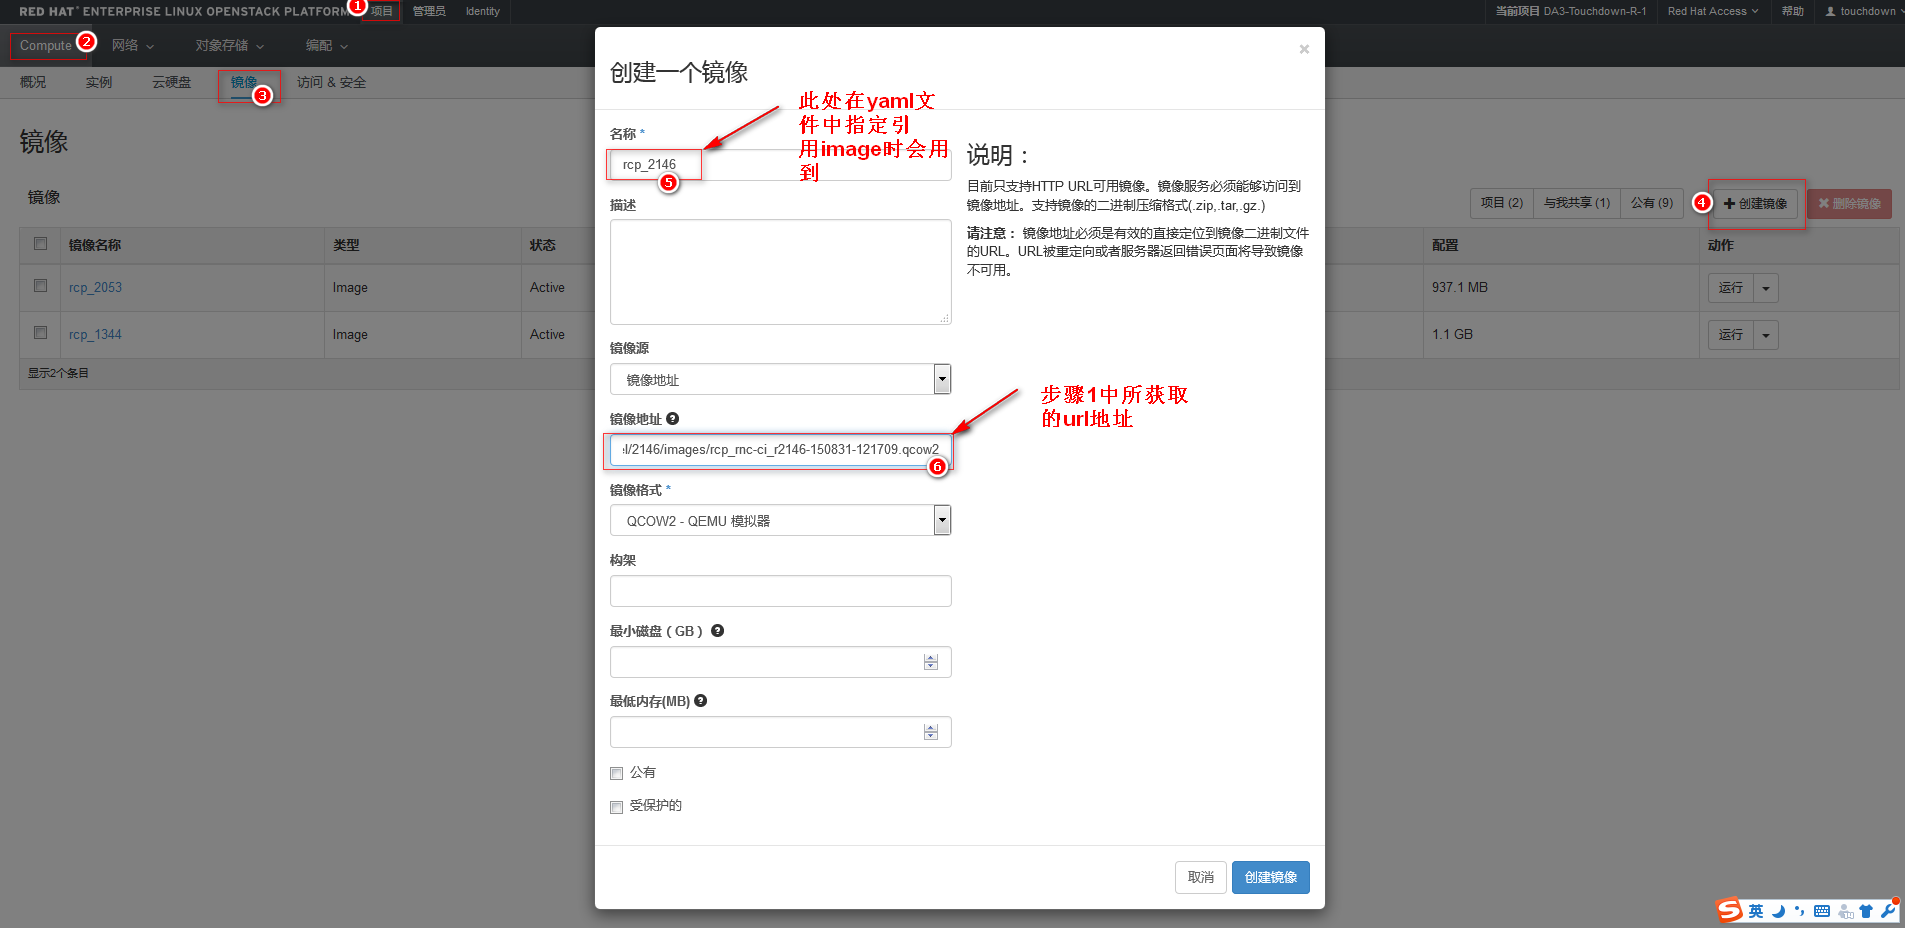 RED HAT® ENTERPRISE LINUX OPENSTACK PLATFORM
1
项目
管理员
Identity
当前项目 DA3-Touchdown-R-1
Red Hat Access
帮助
touchdown
Compute
2
网络
对象存储
编配
概况
实例
云硬盘
镜像
3
访问 & 安全
镜像
镜像
项目 (2)
与我共享 (1)
公有 (9)
4
创建镜像
删除镜像
镜像名称
类型
状态
配置
动作
rcp_2053
Image
Active
937.1 MB
运行
rcp_1344
Image
Active
1.1 GB
运行
显示2个条目
创建一个镜像
×
名称 *
rcp_2146
5
此处在yaml文
件中指定引
用image时会用
到
描述
镜像源
镜像地址
镜像地址
步骤1中所获取
的url地址
el/2146/images/rcp_rnc-ci_r2146-150831-121709.qcow2
6
镜像格式 *
QCOW2 - QEMU 模拟器
构架
最小磁盘 ( GB )
最低内存(MB)
公有
受保护的
说明：
目前只支持HTTP URL可用镜像。镜像服务必须能够访问到
镜像地址。支持镜像的二进制压缩格式(.zip,.tar,.gz.)
请注意： 镜像地址必须是有效的直接定位到镜像二进制文件
的URL。URL被重定向或者服务器返回错误页面将导致镜像
不可用。
取消
创建镜像
英